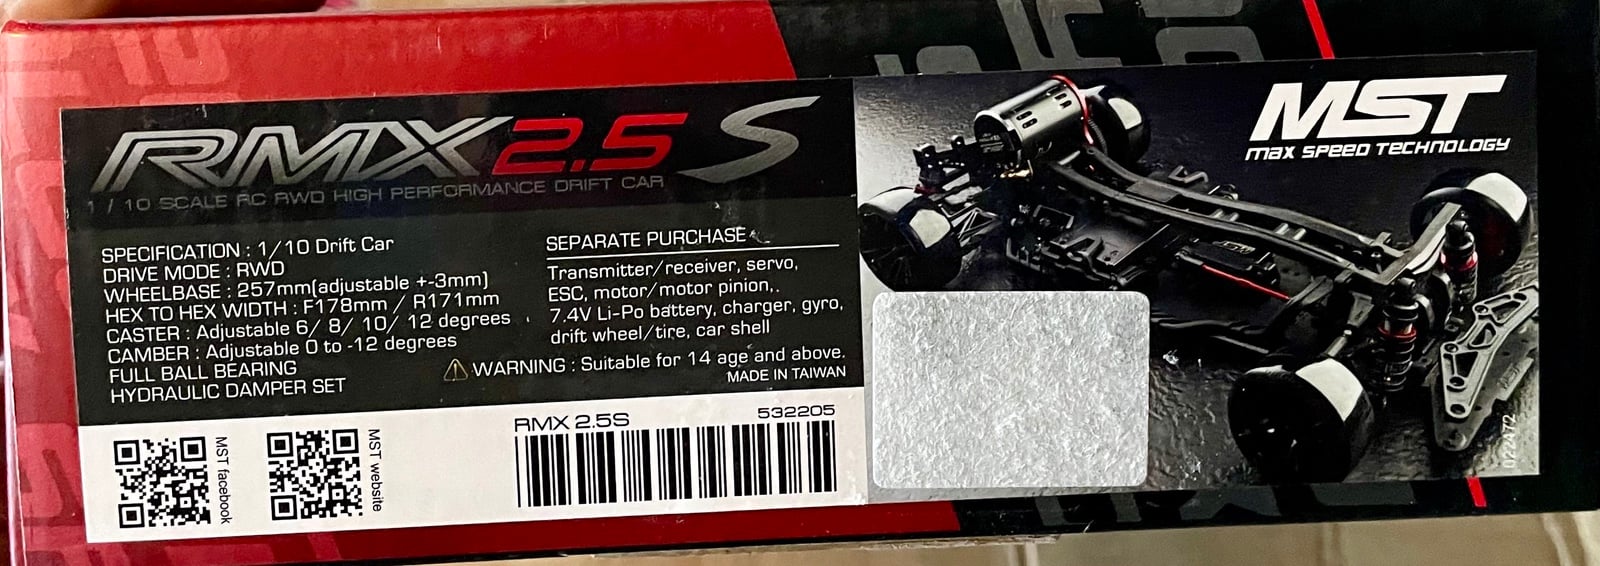 RMX 2.5 S
1 / 10 SCALE RC RWD HIGH PERFORMANCE DRIFT CAR
SPECIFICATION : 1/10 Drift Car
DRIVE MODE : RWD
WHEELBASE : 257mm(adjustable +-3mm)
HEX TO HEX WIDTH : F178mm / R171mm
CASTER : Adjustable 6/ 8/ 10/ 12 degrees
CAMBER : Adjustable 0 to -12 degrees
FULL BALL BEARING
HYDRAULIC DAMPER SET
SEPARATE PURCHASE
Transmitter/receiver, servo,
ESC, motor/motor pinion,.
7.4V Li-Po battery, charger, gyro,
drift wheel/tire, car shell
WARNING : Suitable for 14 age and above.
MADE IN TAIWAN
MST facebook
MST website
RMX 2.5S
532205
MST
MAX SPEED TECHNOLOGY